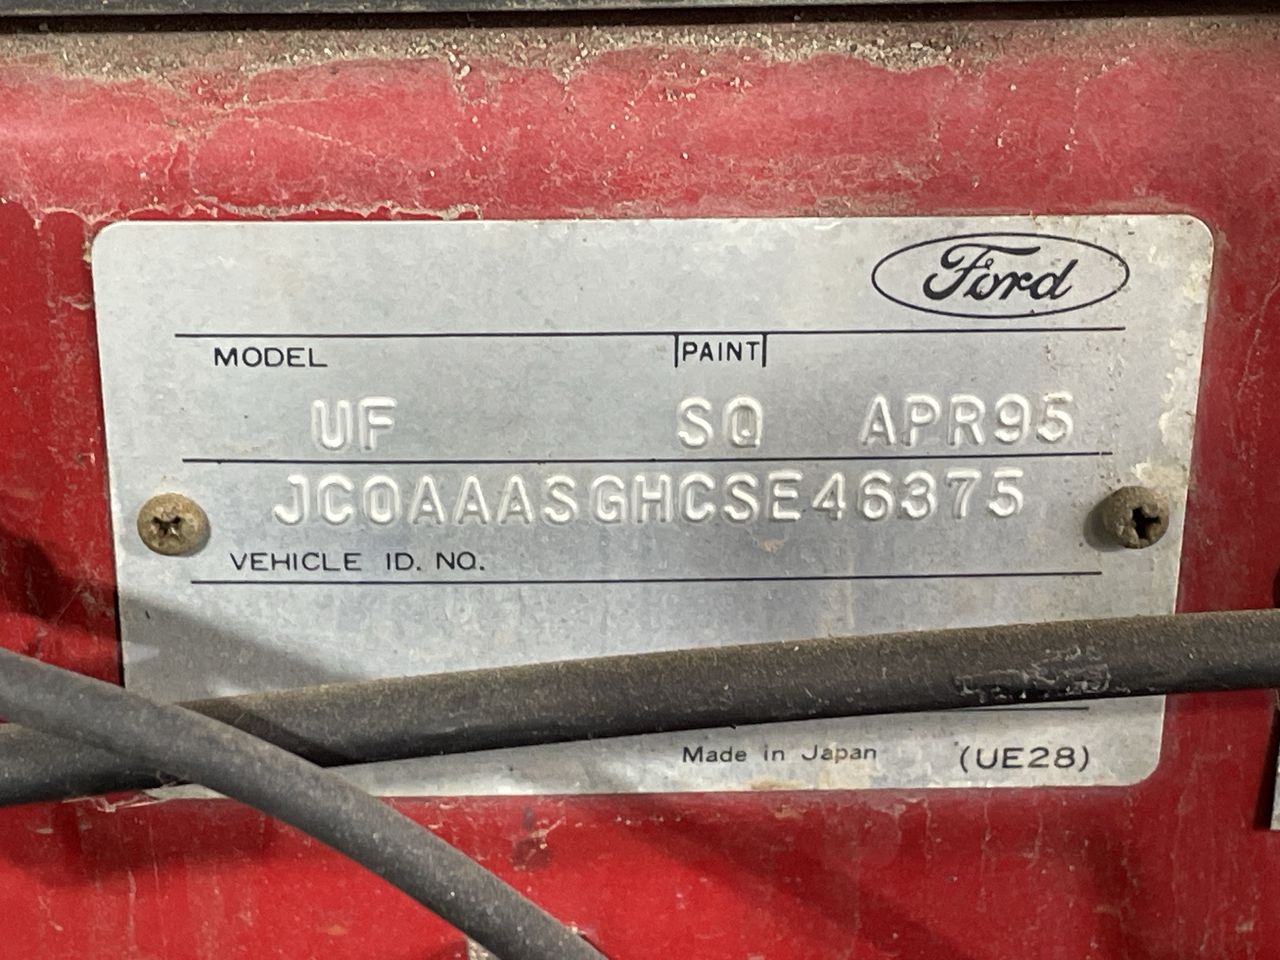 Ford
MODEL PAINT
UF SQ APR95
JC0AAASGHCSE46375
VEHICLE ID. NO.
Made in Japan (UE28)